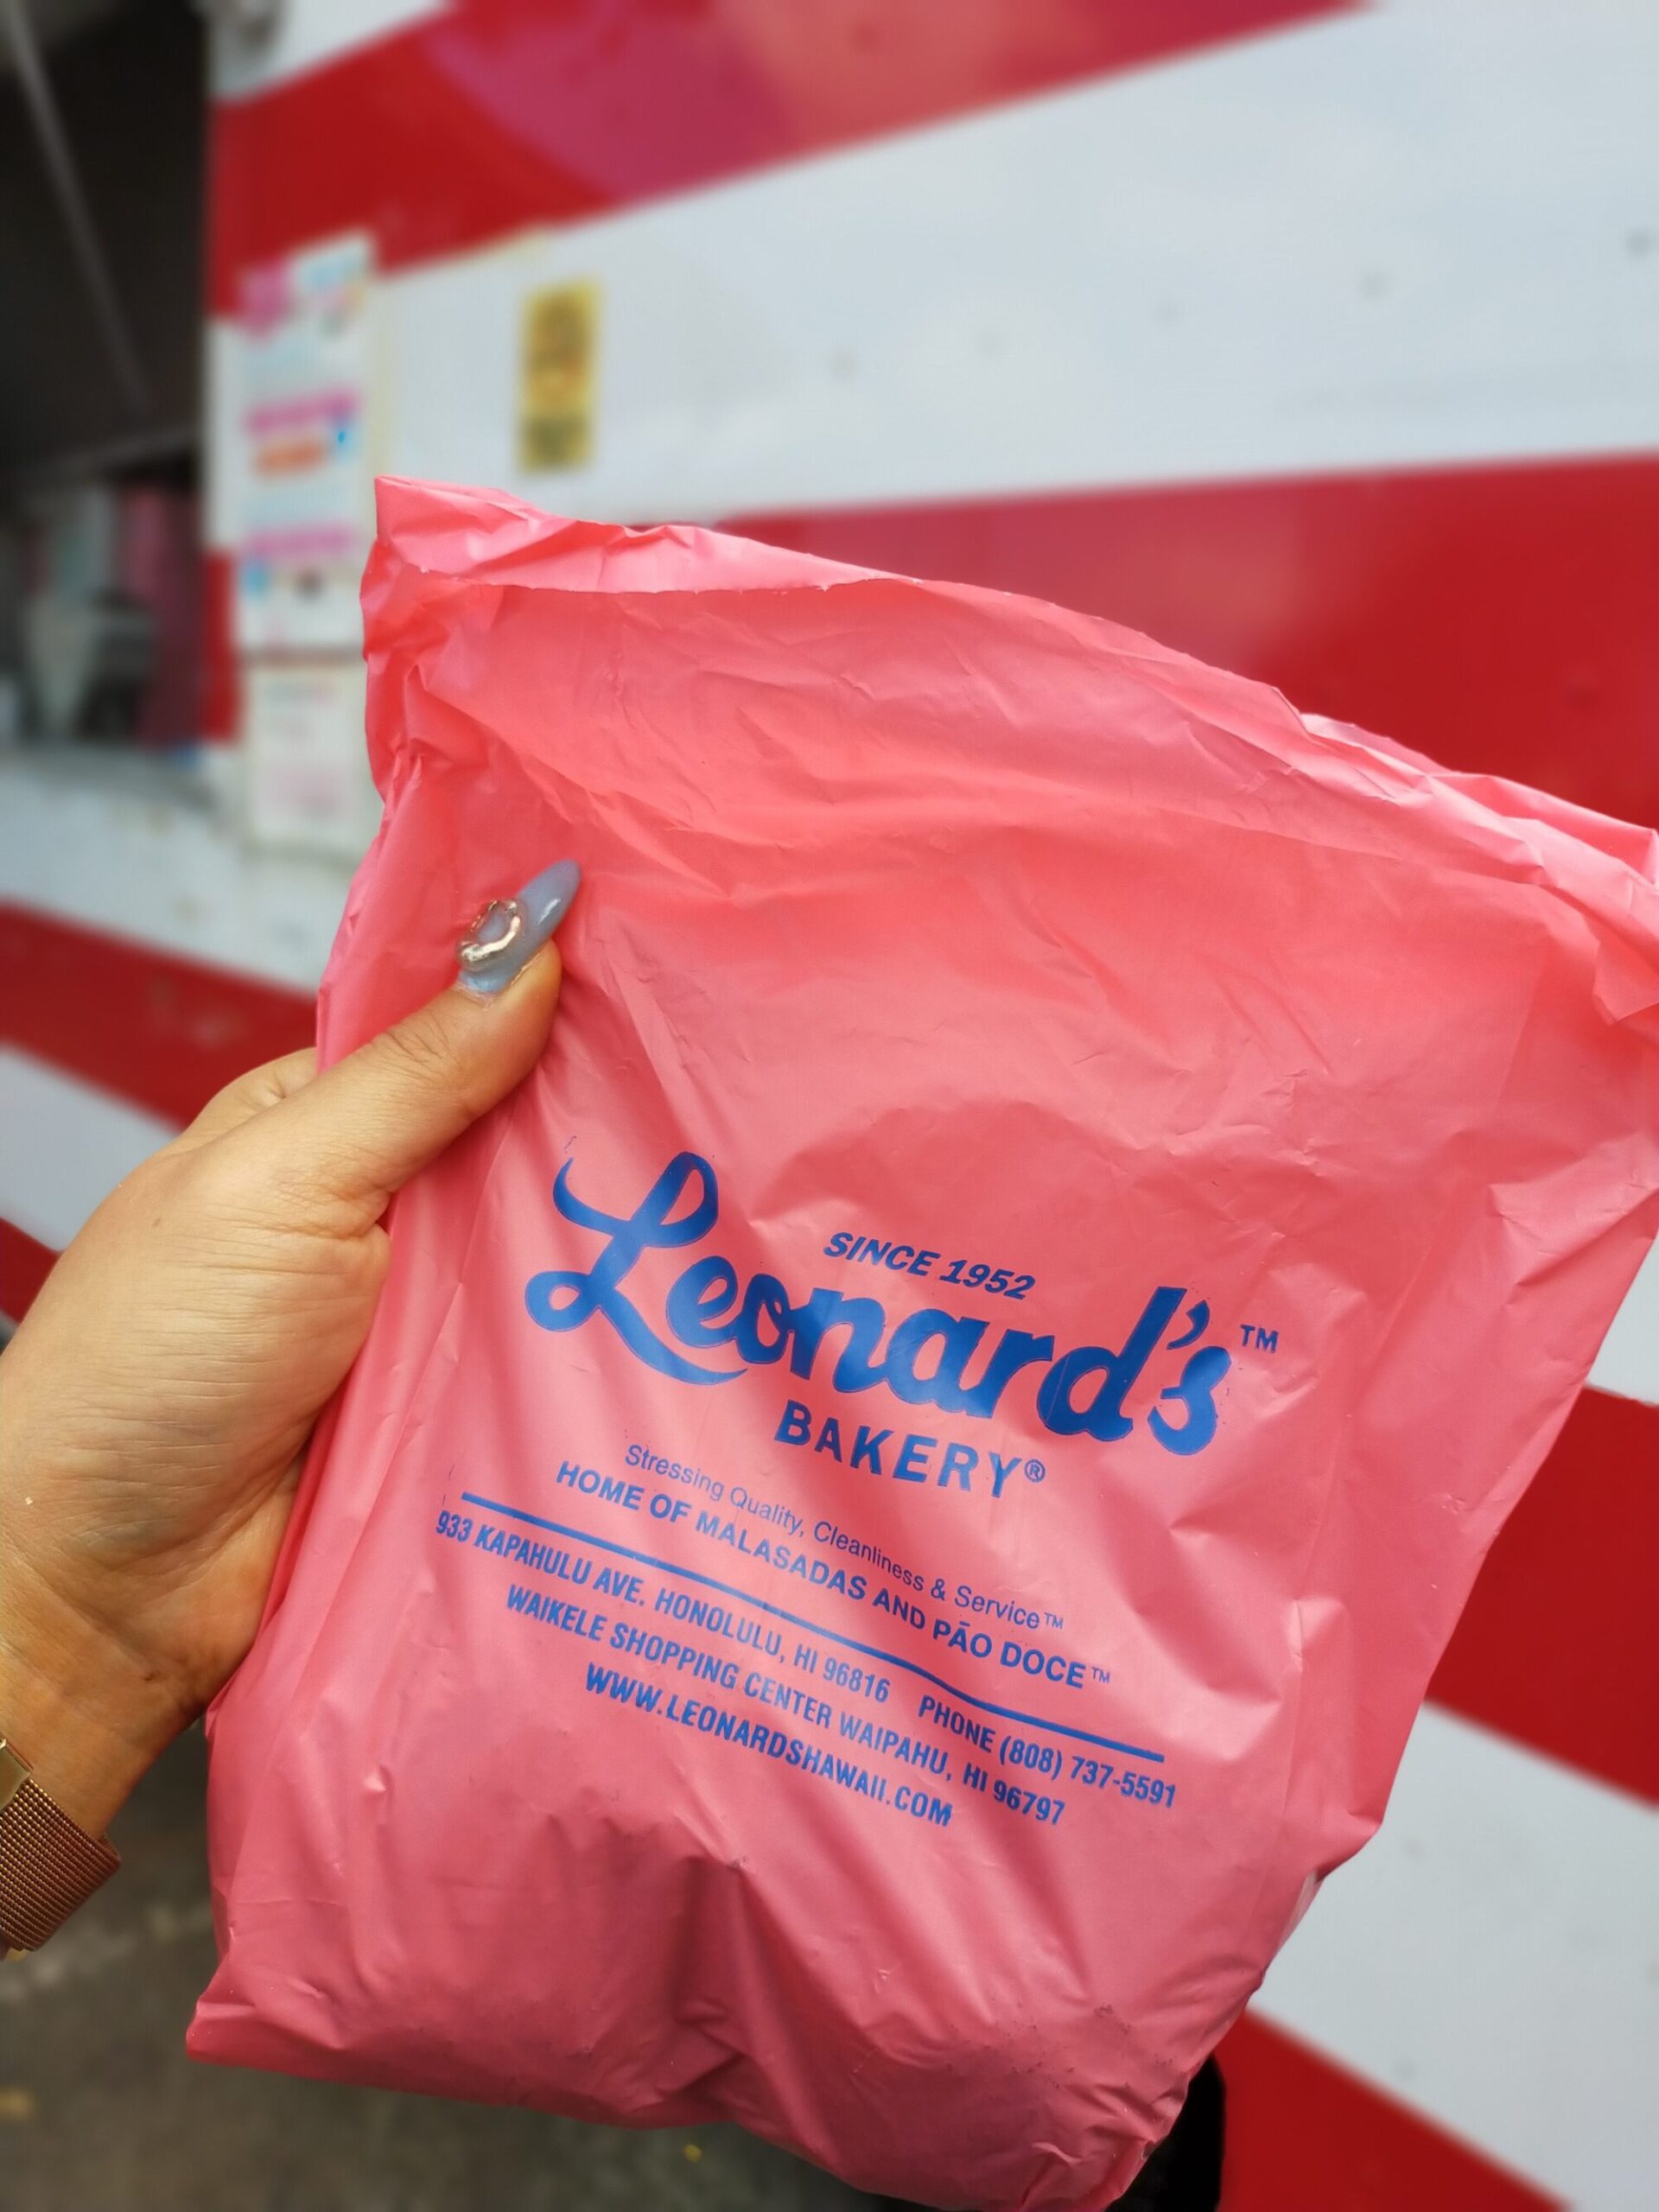 SINCE 1952
Leonard's™
BAKERY®
Stressing Quality, Cleanliness & Service™
HOME OF MALASADAS AND PÃO DOCE™
933 KAPAHULU AVE. HONOLULU, HI 96816 PHONE (808) 737-5591
WAIKELE SHOPPING CENTER WAIPAHU, HI 96797
WWW.LEONARDSHAWAII.COM